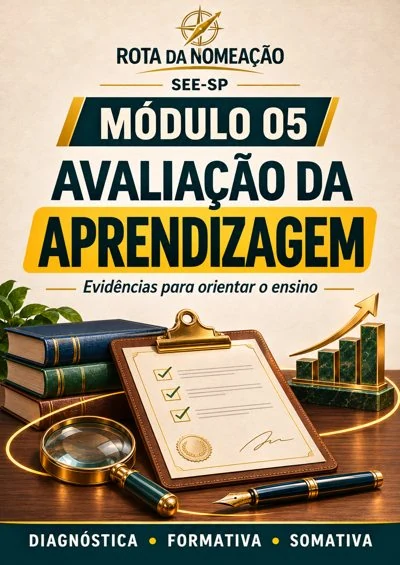 ROTA DA NOMEAÇÃO
SEE-SP
MÓDULO 05
AVALIAÇÃO DA
APRENDIZAGEM
Evidências para orientar o ensino
DIAGNÓSTICA • FORMATIVA • SOMATIVA